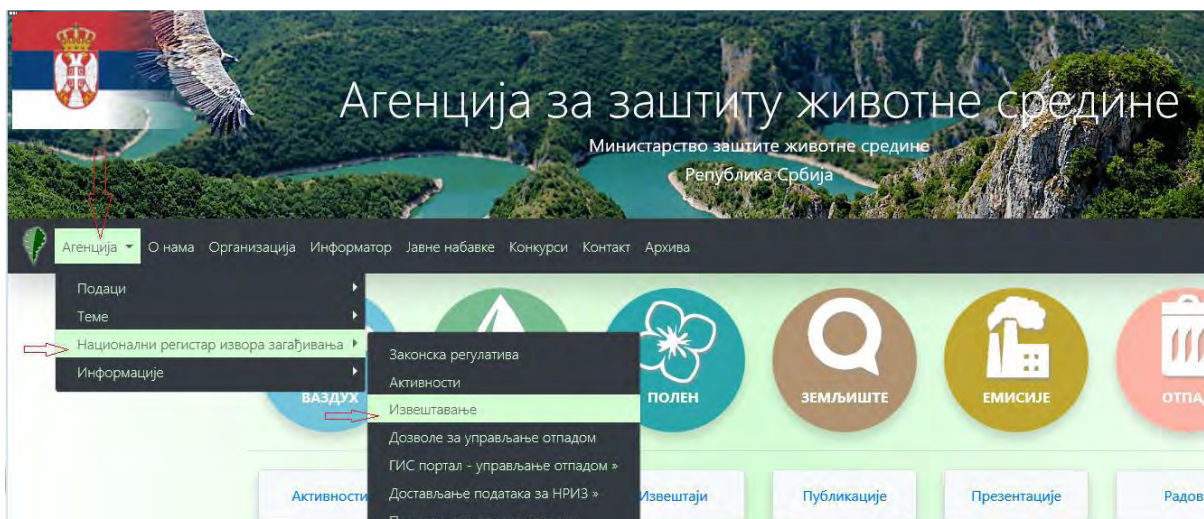 Агенција за заштиту животне средине
Министарство заштите животне средине
Република Србија
Агенција О нама Организација Информатор Јавне набавке Конкурси Контакт Архива
Подаци
Теме
Национални регистар извора загађивања
Информације
Законска регулатива
Активности
Извештавање
Дозволе за управљање отпадом
ГИС портал - управљање отпадом »
Достављање података за НРИЗ »
ВАЗДУХ ПОЛЕН ЗЕМЉИШТЕ ЕМИСИЈЕ ОТПА
Активности Извештаји Публикације Презентације Радов